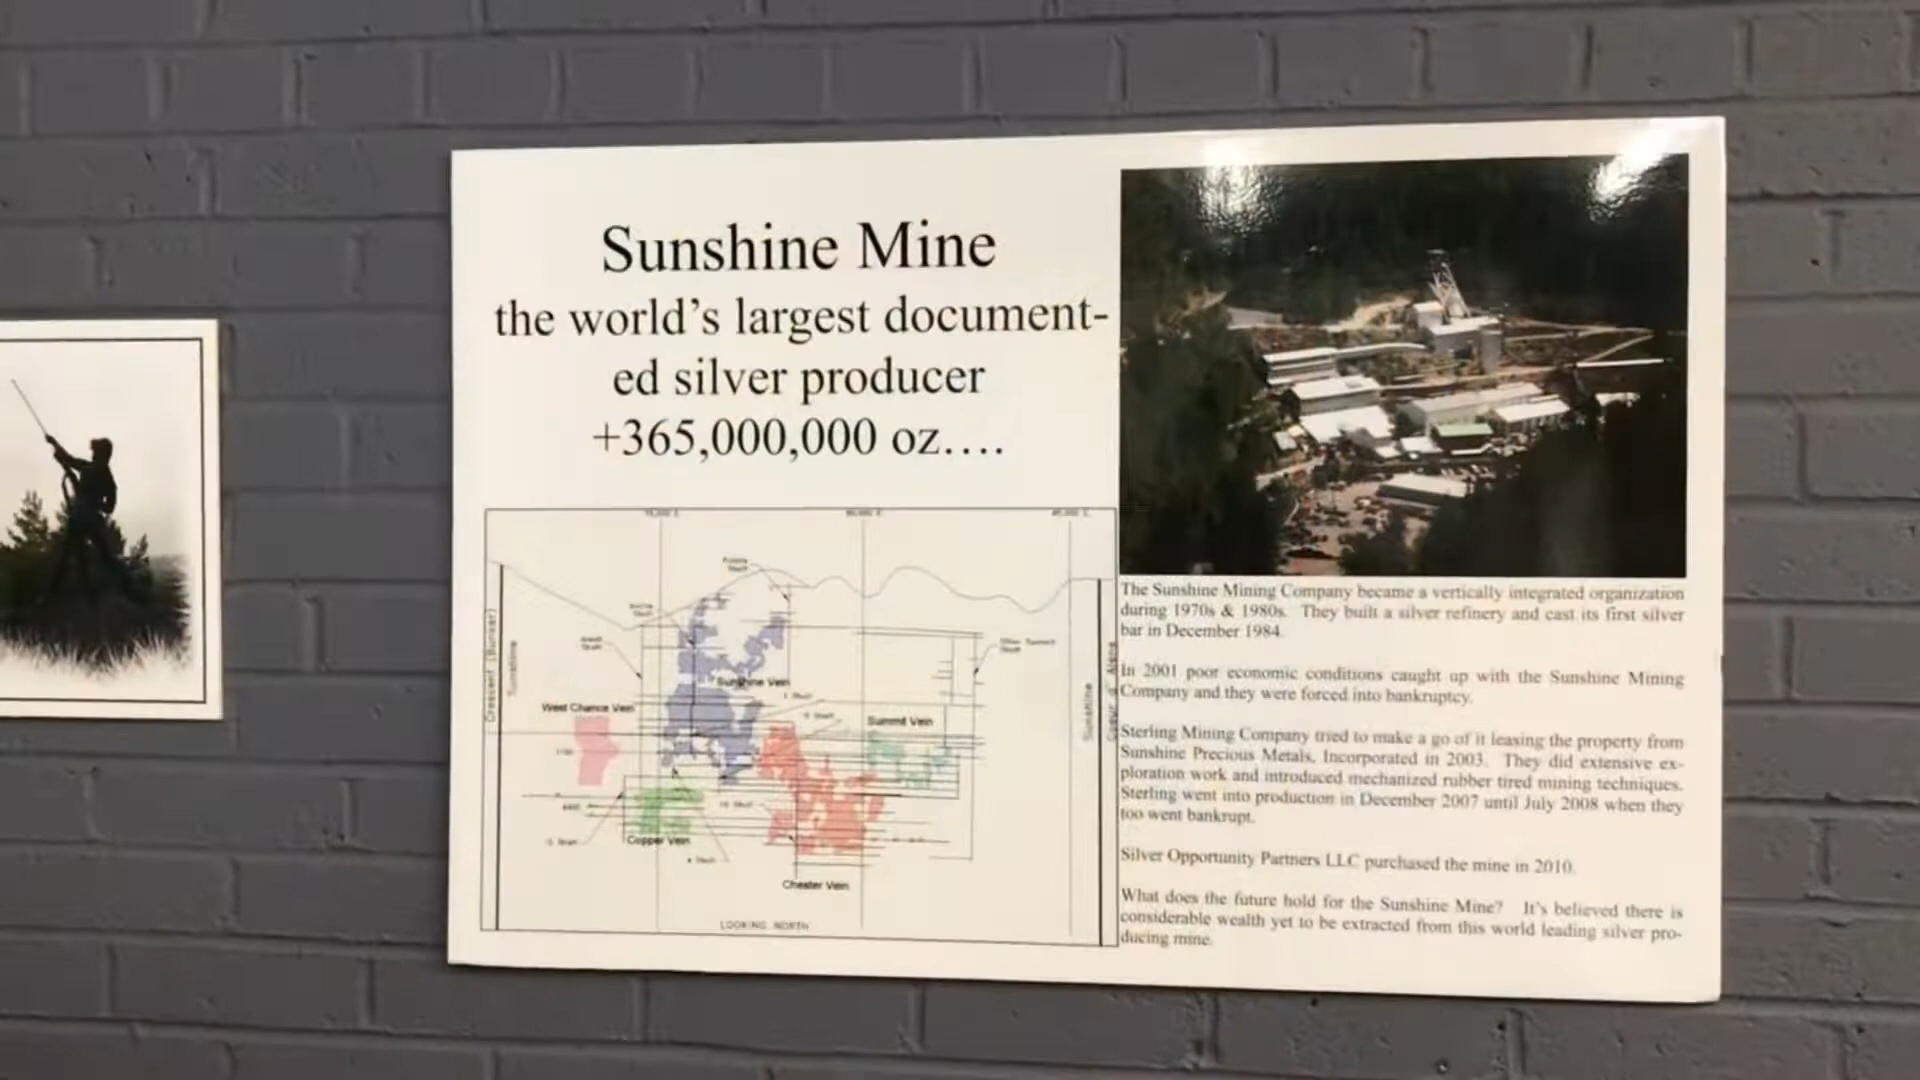 Sunshine Mine
the world's largest document-
ed silver producer
+365,000,000 oz....
Sunshine Vein
West Chance Vein
Summit Vein
Copper Vein
Chester Vein
LOOKING NORTH
Crescent (Bunker)
Sunshine
Sunshine
The Sunshine Mining Company became a vertically integrated organization
during 1970s & 1980s. They built a silver refinery and cast its first silver
bar in December 1984.
In 2001 poor economic conditions caught up with the Sunshine Mining
Company and they were forced into bankruptcy.
Sterling Mining Company tried to make a go of it leasing the property from
Sunshine Precious Metals, Incorporated in 2003. They did extensive ex-
ploration work and introduced mechanized rubber tired mining techniques.
Sterling went into production in December 2007 until July 2008 when they
too went bankrupt.
Silver Opportunity Partners LLC purchased the mine in 2010.
What does the future hold for the Sunshine Mine? It's believed there is
considerable wealth yet to be extracted from this world leading silver pro-
ducing mine.